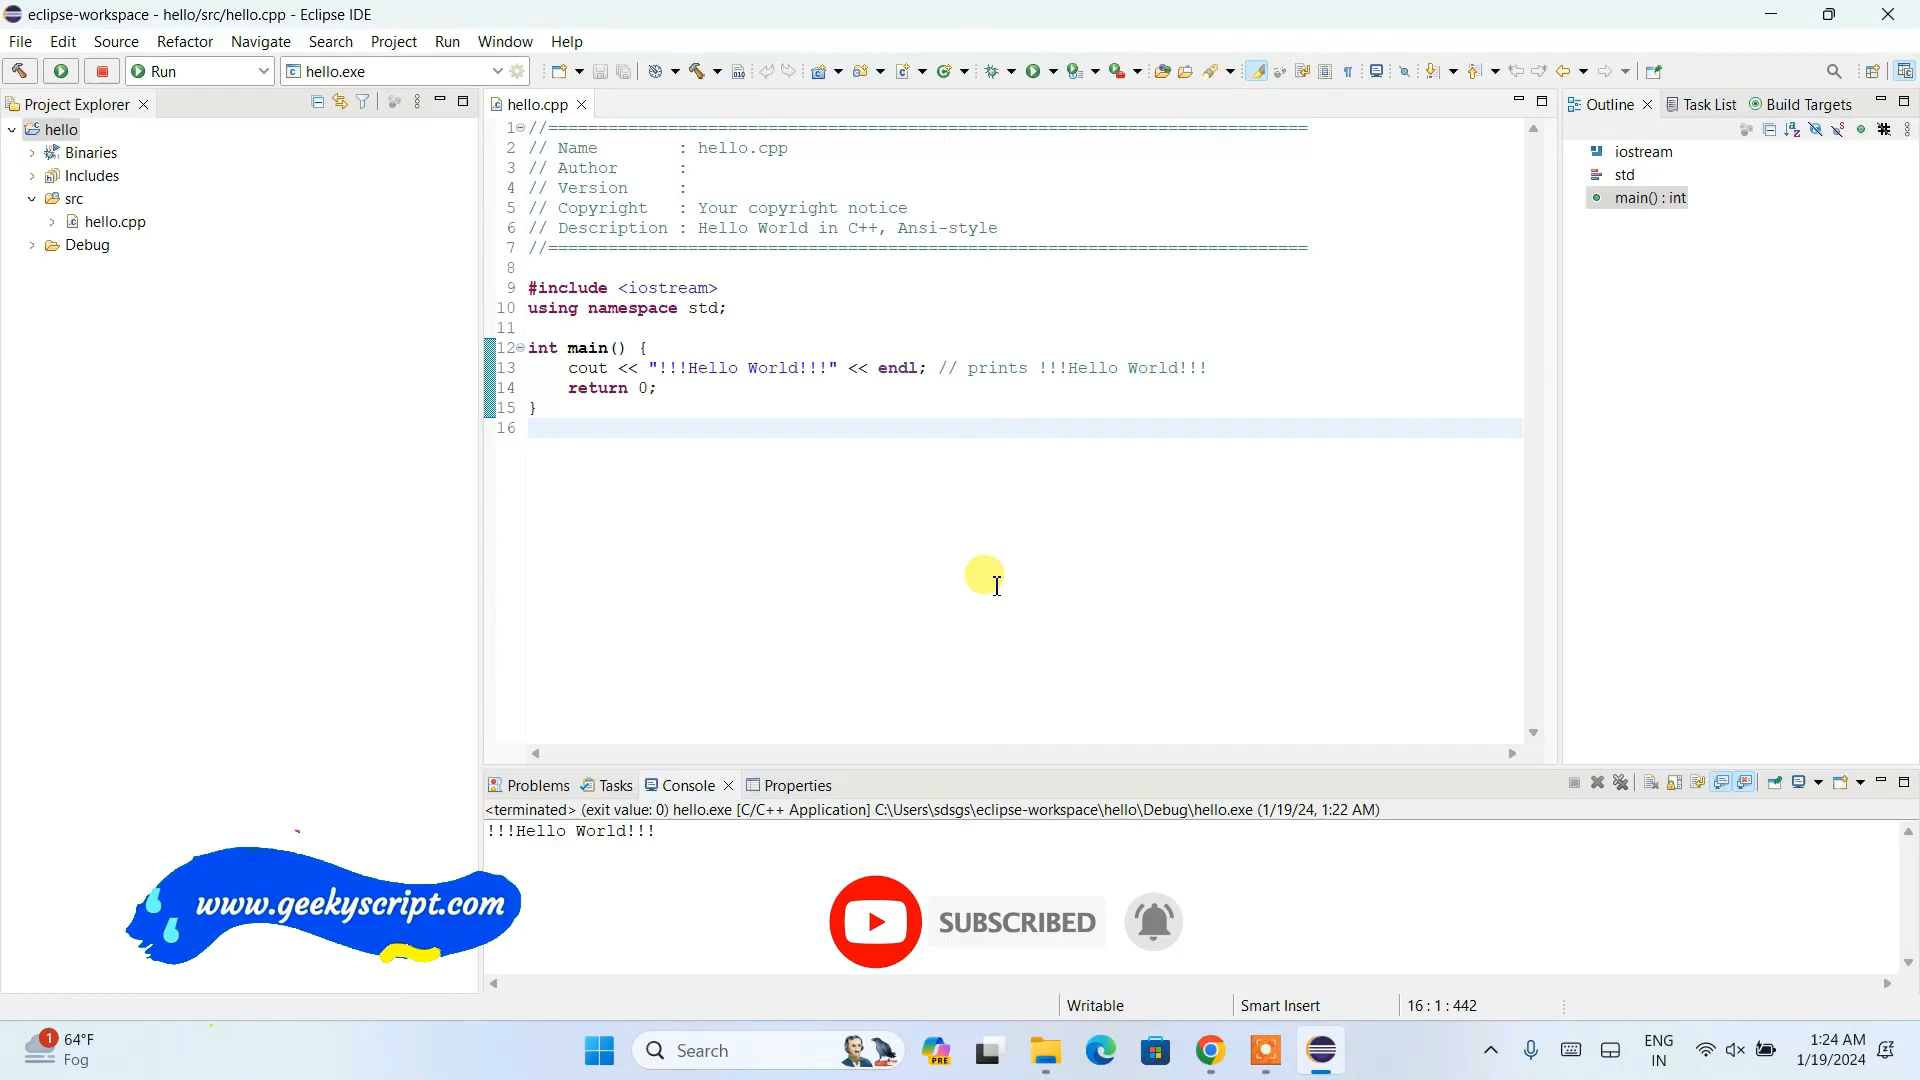 eclipse-workspace - hello/src/hello.cpp - Eclipse IDE
File Edit Source Refactor Navigate Search Project Run Window Help
Run hello.exe
Project Explorer
hello
Binaries
Includes
src
hello.cpp
Debug
hello.cpp
1 //============================================================================
2 // Name        : hello.cpp
3 // Author      :
4 // Version     :
5 // Copyright   : Your copyright notice
6 // Description : Hello World in C++, Ansi-style
7 //============================================================================
8
9 #include <iostream>
10 using namespace std;
11
12 int main() {
13     cout << "!!!Hello World!!!" << endl; // prints !!!Hello World!!!
14     return 0;
15 }
16
Outline Task List Build Targets
iostream
std
main() : int
Problems Tasks Console Properties
<terminated> (exit value: 0) hello.exe [C/C++ Application] C:\Users\sdsgs\eclipse-workspace\hello\Debug\hello.exe (1/19/24, 1:22 AM)
!!!Hello World!!!
www.geekyscript.com
SUBSCRIBED
Writable Smart Insert 16 : 1 : 442
1 64°F
Fog
Search
PRE
ENG
IN
1:24 AM
1/19/2024